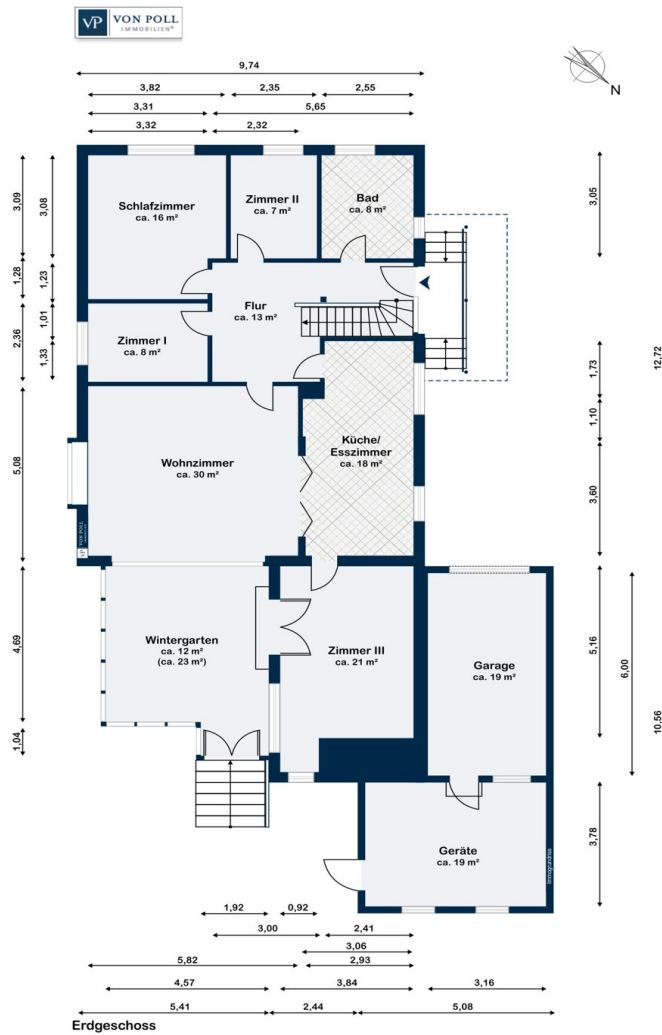 VP VON POLL
IMMOBILIEN®
N
9,74
3,82 2,35 2,55
3,31 5,65
3,32 2,32
3,09
3,08
3,05
Schlafzimmer
ca. 16 m²
Zimmer II
ca. 7 m²
Bad
ca. 8 m²
1,28
1,23
Flur
ca. 13 m²
2,36
1,01
1,33
Zimmer I
ca. 8 m²
1,73
12,72
1,10
5,08
Wohnzimmer
ca. 30 m²
Küche/
Esszimmer
ca. 18 m²
3,60
VP VON POLL
4,69
Wintergarten
ca. 12 m²
(ca. 23 m²)
Zimmer III
ca. 21 m²
Garage
ca. 19 m²
5,16
6,00
10,56
1,04
Geräte
ca. 19 m²
Immogrundriss
3,78
1,92 0,92
3,00 2,41
3,06
5,82 2,93
4,57 3,84 3,16
5,41 2,44 5,08
Erdgeschoss